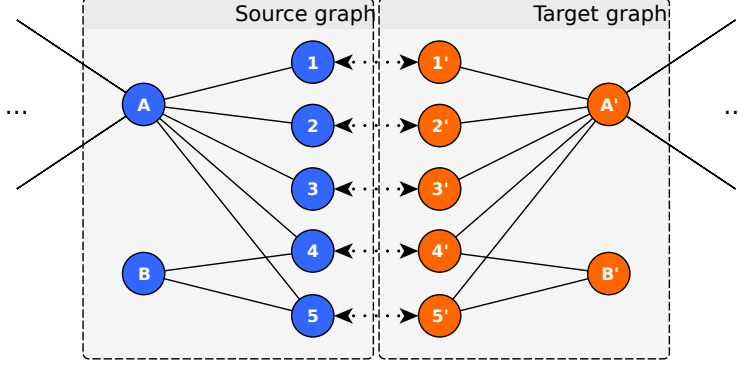 Source graph Target graph
1 1'
A A'
... ..
2 2'
3 3'
4 4'
B B'
5 5'